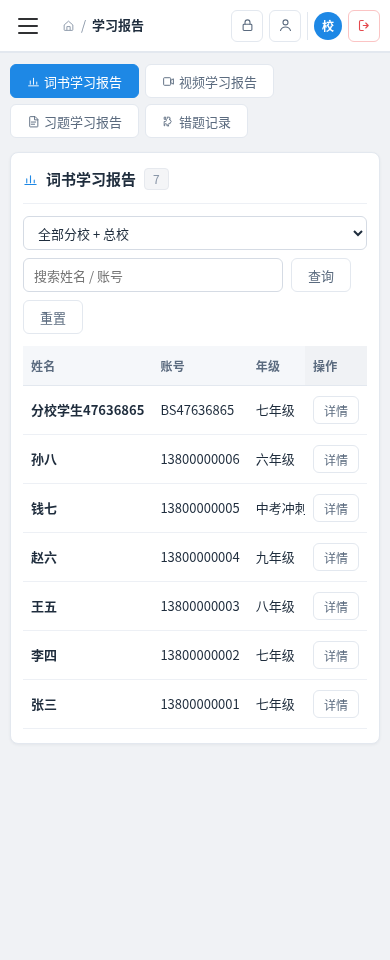 / 学习报告
校
词书学习报告 视频学习报告
习题学习报告 错题记录
词书学习报告 7
全部分校 + 总校
搜索姓名 / 账号 查询
重置
姓名 账号 年级 操作
分校学生47636865 BS47636865 七年级 详情
孙八 13800000006 六年级 详情
钱七 13800000005 中考冲刺 详情
赵六 13800000004 九年级 详情
王五 13800000003 八年级 详情
李四 13800000002 七年级 详情
张三 13800000001 七年级 详情